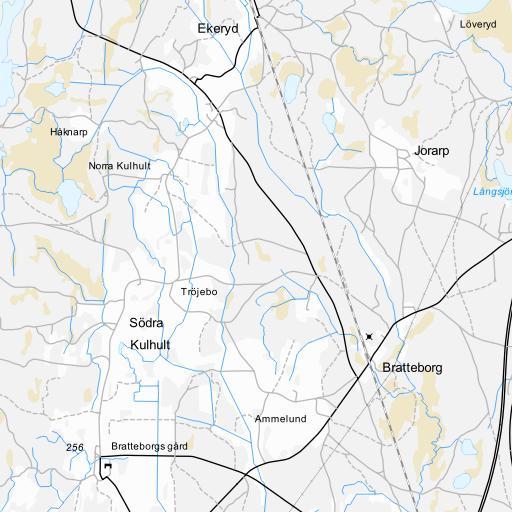 Ekeryd
Löveryd
Håknarp
Jorarp
Norra Kulhult
Långsjön
Tröjebo
Södra
Kulhult
Bratteborg
Ammelund
256
Bratteborgs gård